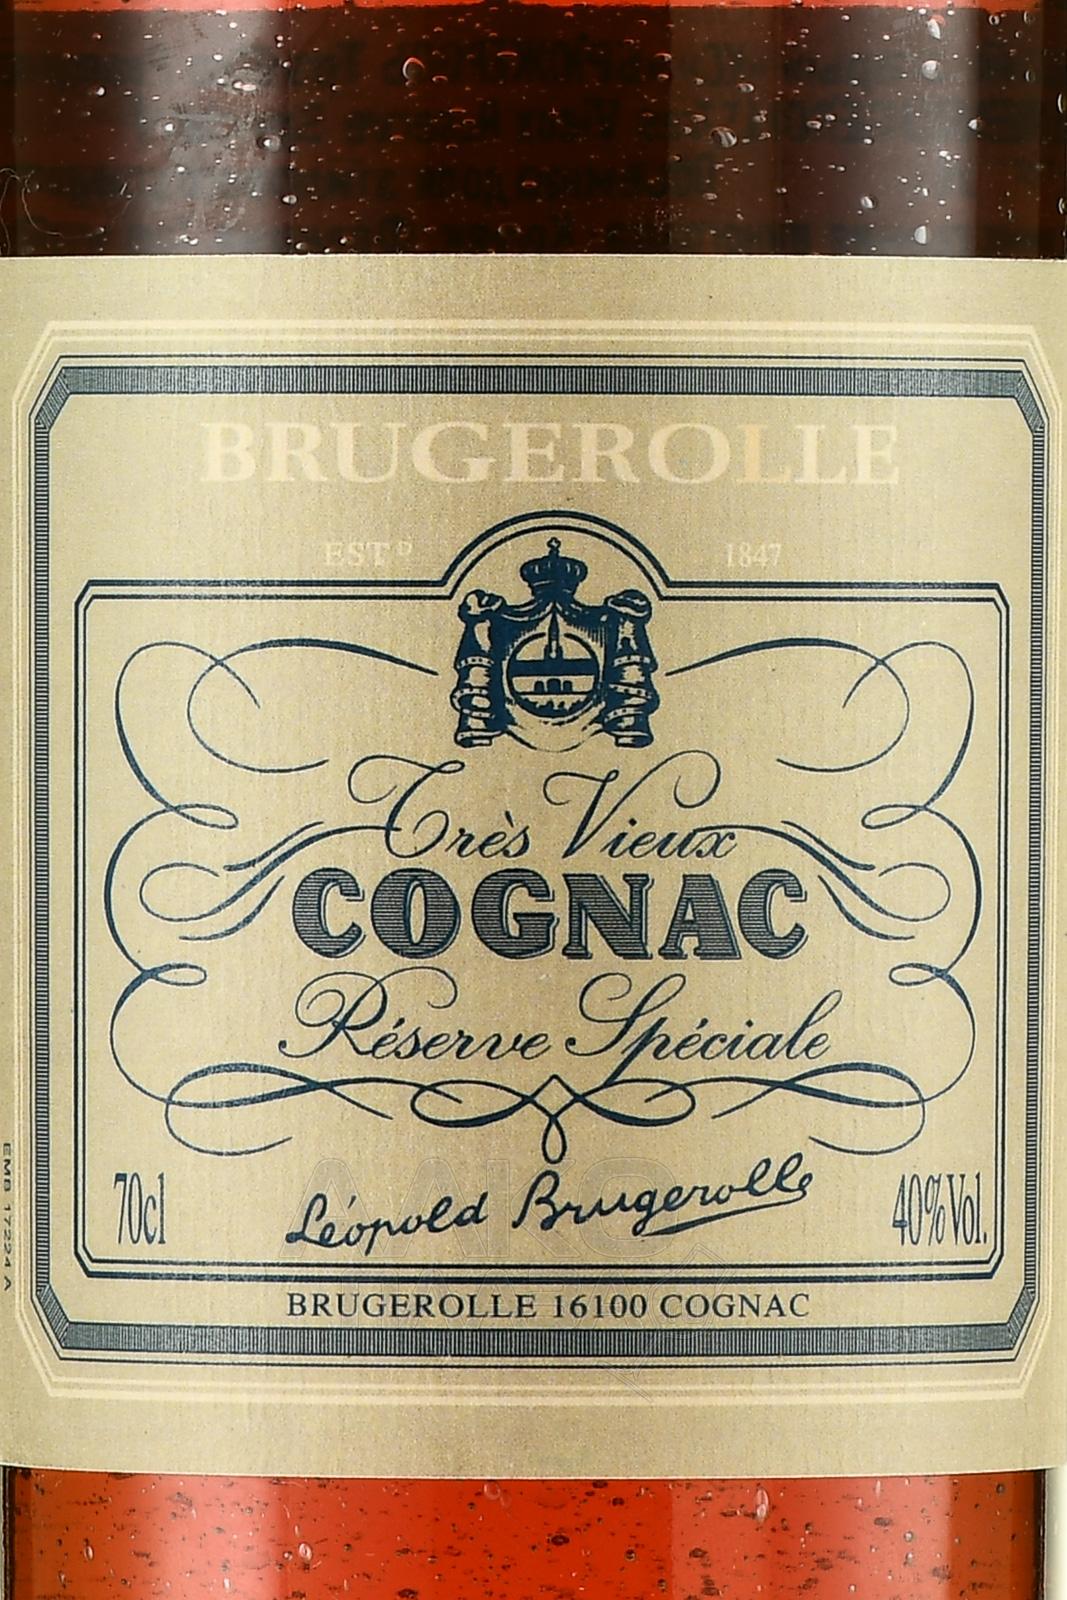 BRUGEROLLE
ESTD 1847
Très Vieux
COGNAC
Réserve Spéciale
Léopold Brugerolle
70cl 40%Vol.
BRUGEROLLE 16100 COGNAC
EMB 17224 A